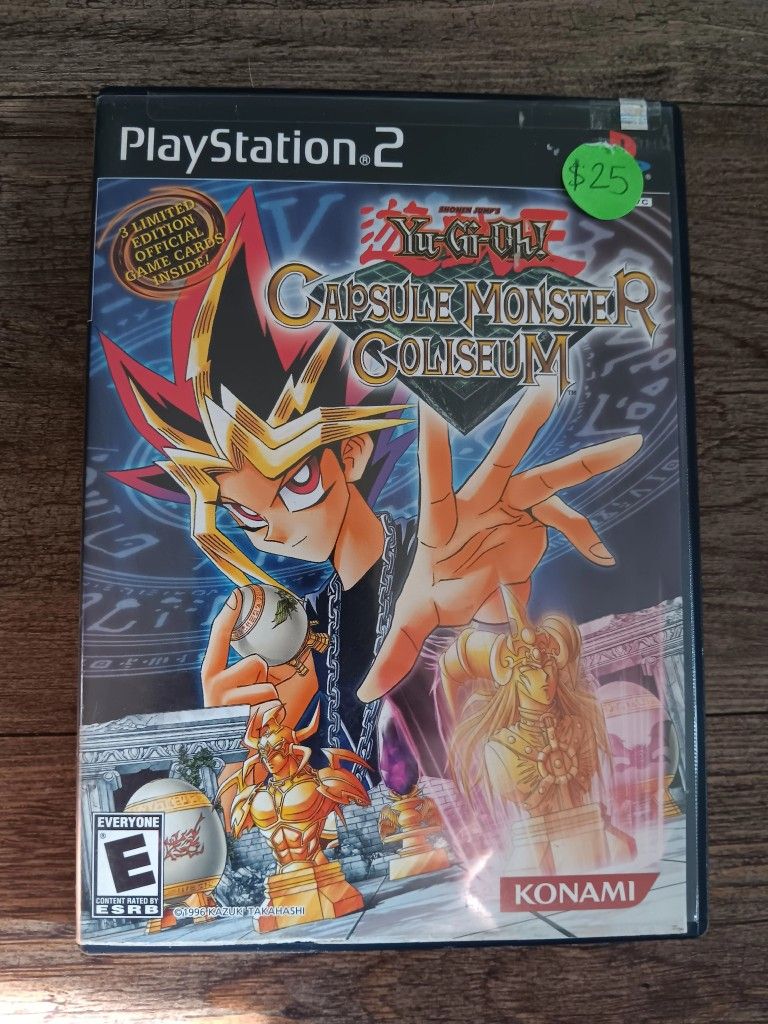 PlayStation®2
$25
3 LIMITED
EDITION
OFFICIAL
GAME CARDS
INSIDE!
SHONEN JUMP'S
Yu-Gi-Oh!
CAPSULE MONSTER
COLISEUM™
EVERYONE
E
CONTENT RATED BY
ESRB
©1996 KAZUKI TAKAHASHI
KONAMI